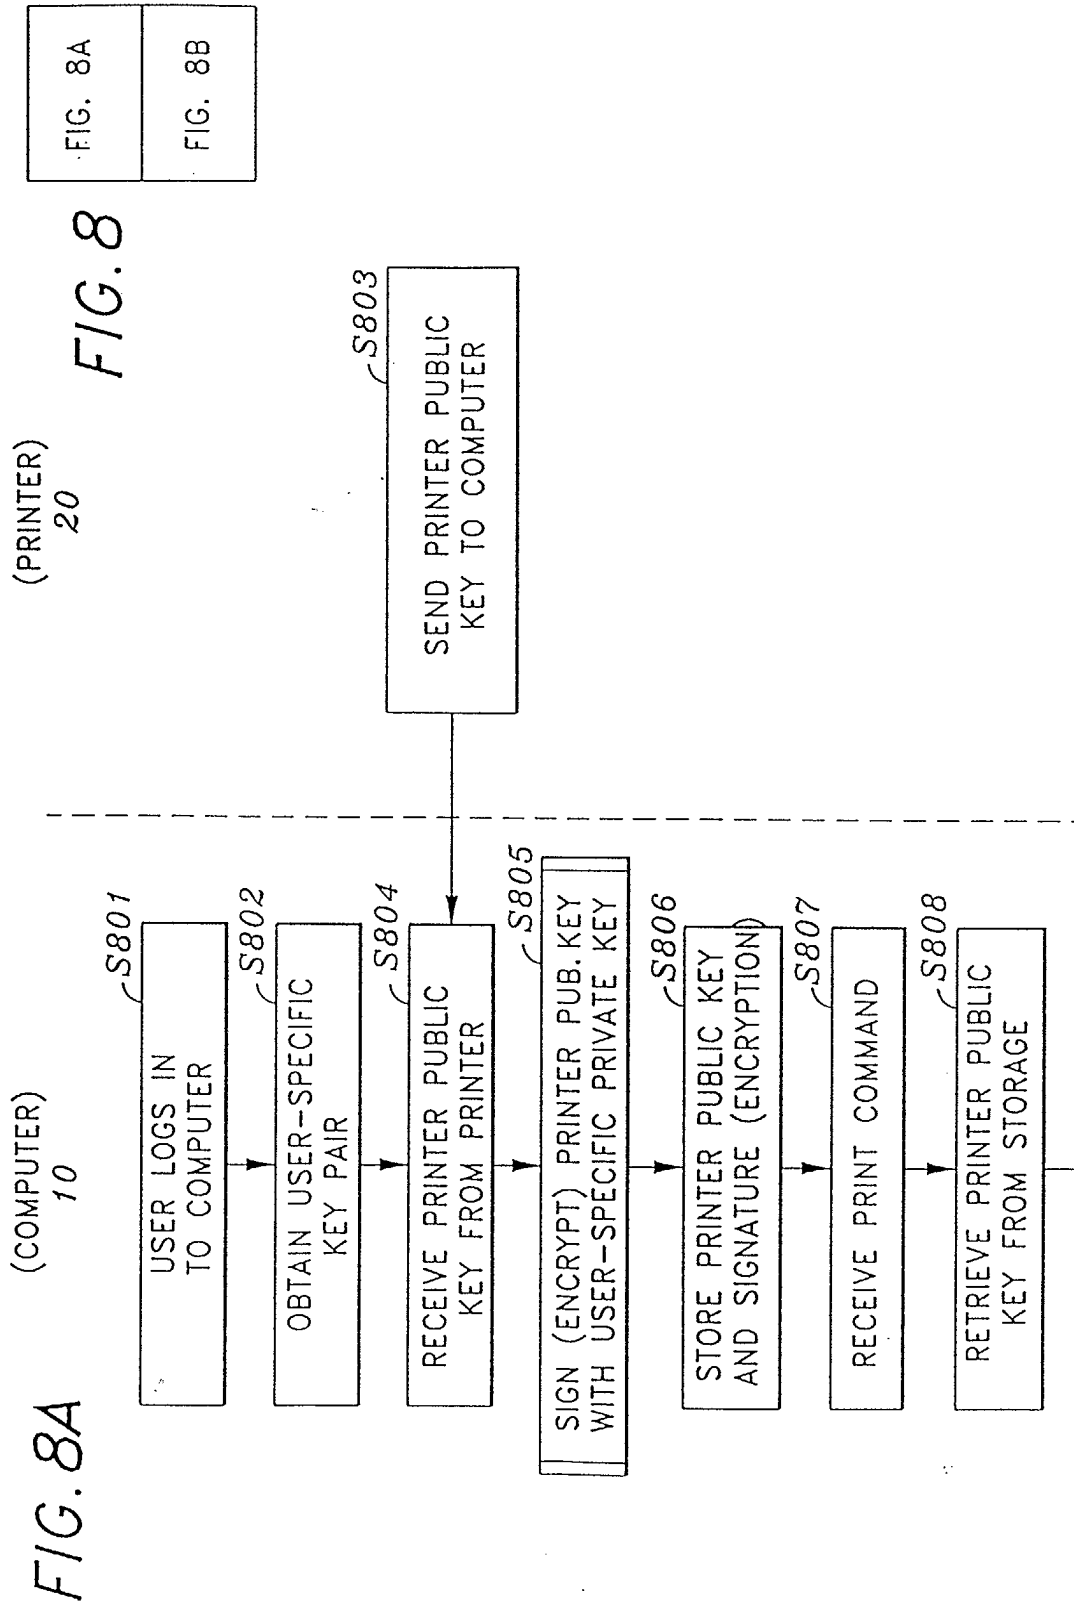 FIG. 8A
(COMPUTER)
10
(PRINTER)
20
FIG. 8
FIG. 8A
FIG. 8B
S801
USER LOGS IN
TO COMPUTER
S802
OBTAIN USER-SPECIFIC
KEY PAIR
S803
SEND PRINTER PUBLIC
KEY TO COMPUTER
S804
RECEIVE PRINTER PUBLIC
KEY FROM PRINTER
S805
SIGN (ENCRYPT) PRINTER PUB. KEY
WITH USER-SPECIFIC PRIVATE KEY
S806
STORE PRINTER PUBLIC KEY
AND SIGNATURE (ENCRYPTION)
S807
RECEIVE PRINT COMMAND
S808
RETRIEVE PRINTER PUBLIC
KEY FROM STORAGE